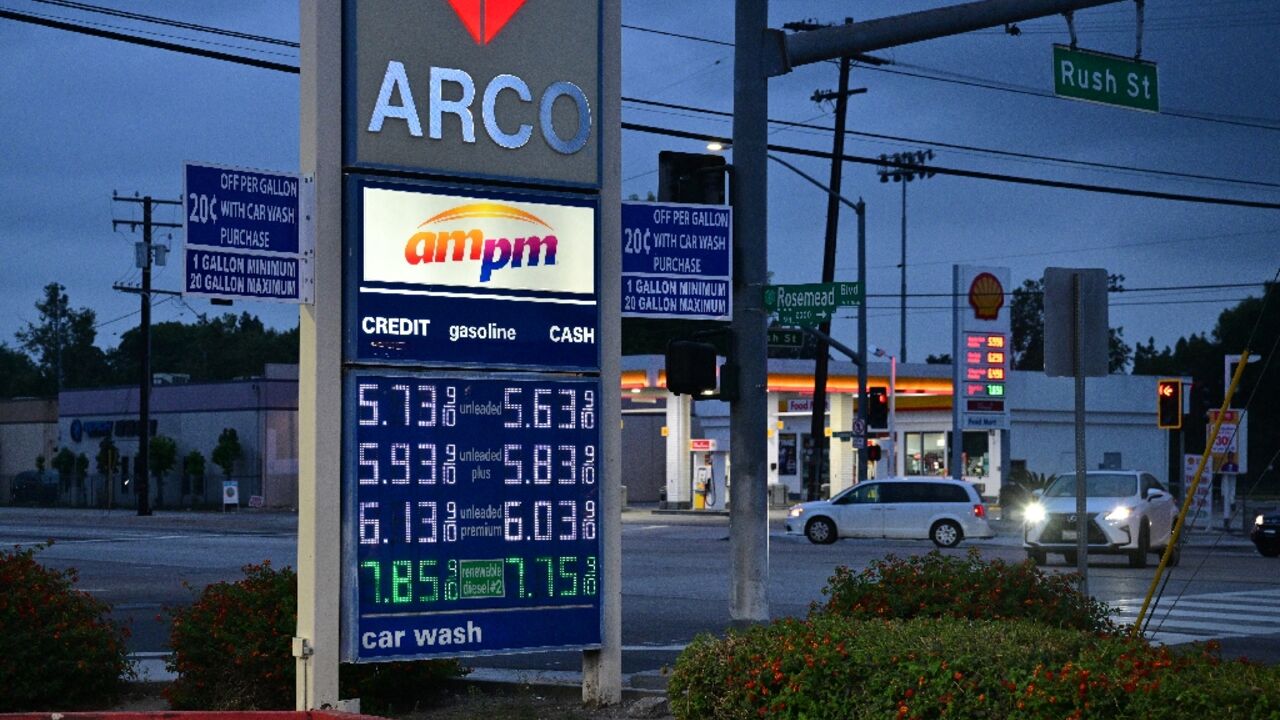 ARCO
ampm
CREDIT gasoline CASH
5.73 9/10 unleaded 5.63 9/10
5.93 9/10 unleaded plus 5.83 9/10
6.13 9/10 unleaded premium 6.03 9/10
7.85 9/10 renewable diesel #2 7.75 9/10
car wash
OFF PER GALLON
20¢ WITH CAR WASH
PURCHASE
1 GALLON MINIMUM
20 GALLON MAXIMUM
OFF PER GALLON
20¢ WITH CAR WASH
PURCHASE
1 GALLON MINIMUM
20 GALLON MAXIMUM
Rush St
Rosemead Blvd
Food Mart